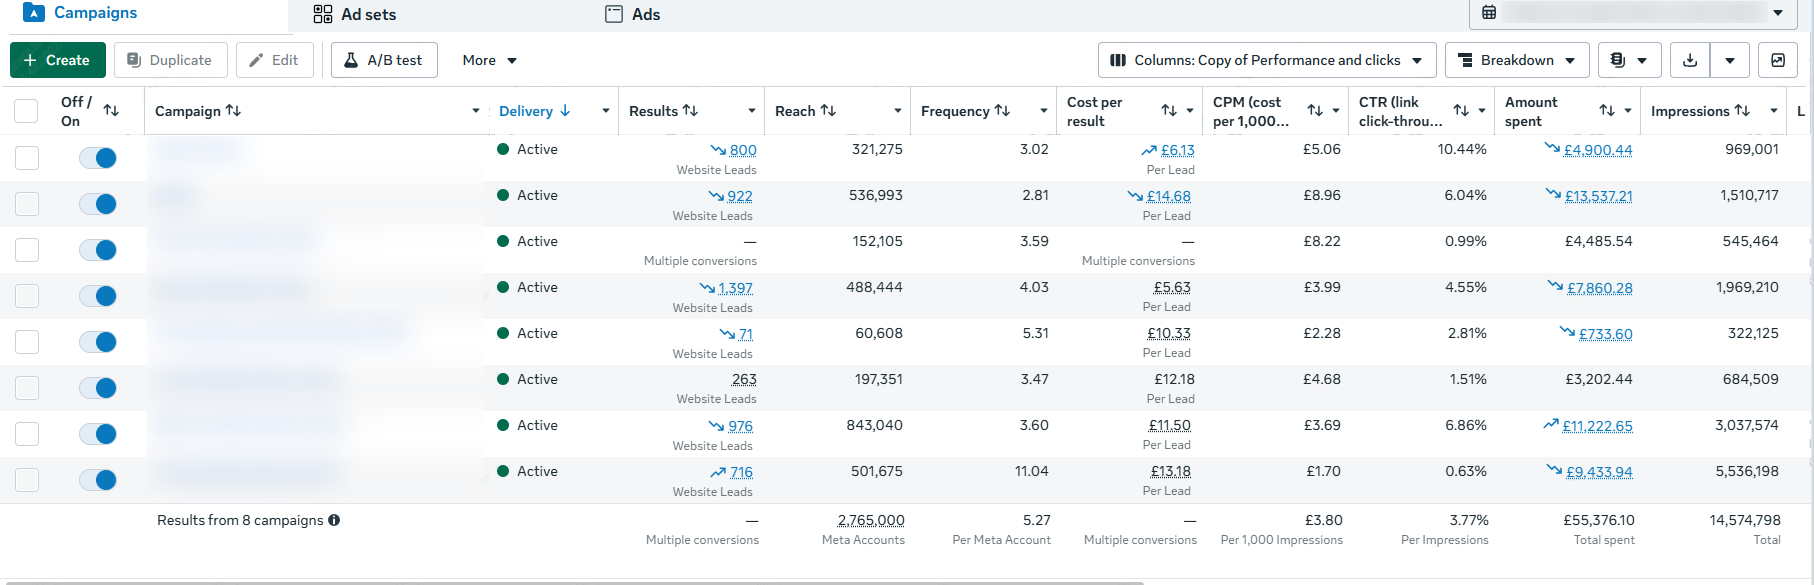 Campaigns
Ad sets
Ads
Create
Duplicate
Edit
A/B test
More
Columns: Copy of Performance and clicks
Breakdown
Off / On
Campaign
Delivery
Results
Reach
Frequency
Cost per result
CPM (cost per 1,000...
CTR (link click-throu...
Amount spent
Impressions
L
Active 800 321,275 3.02 £6.13 £5.06 10.44% £4,900.44 969,001
Website Leads Per Lead
Active 922 536,993 2.81 £14.68 £8.96 6.04% £13,537.21 1,510,717
Website Leads Per Lead
Active — 152,105 3.59 — £8.22 0.99% £4,485.54 545,464
Multiple conversions Multiple conversions
Active 1,397 488,444 4.03 £5.63 £3.99 4.55% £7,860.28 1,969,210
Website Leads Per Lead
Active 71 60,608 5.31 £10.33 £2.28 2.81% £733.60 322,125
Website Leads Per Lead
Active 263 197,351 3.47 £12.18 £4.68 1.51% £3,202.44 684,509
Website Leads Per Lead
Active 976 843,040 3.60 £11.50 £3.69 6.86% £11,222.65 3,037,574
Website Leads Per Lead
Active 716 501,675 11.04 £13.18 £1.70 0.63% £9,433.94 5,536,198
Website Leads Per Lead
Results from 8 campaigns — 2,765,000 5.27 — £3.80 3.77% £55,376.10 14,574,798
Multiple conversions Meta Accounts Per Meta Account Multiple conversions Per 1,000 Impressions Per Impressions Total spent Total